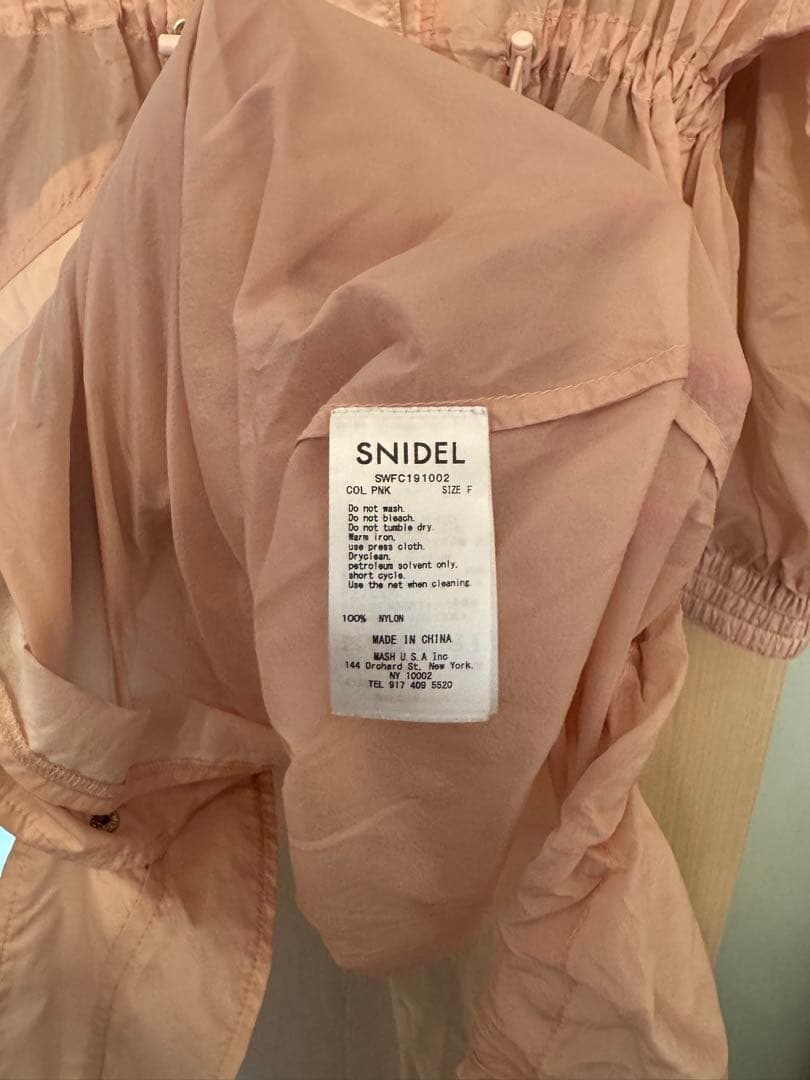 SNIDEL
SWFC191002
COL PNK SIZE F
Do not wash.
Do not bleach.
Do not tumble dry.
Warm iron.
use press cloth.
Dryclean.
petroleum solvent only.
short cycle.
Use the net when cleaning.
100% NYLON
MADE IN CHINA
MASH U.S.A Inc
144 Orchard St. New York.
NY 10002
TEL 917 409 5520